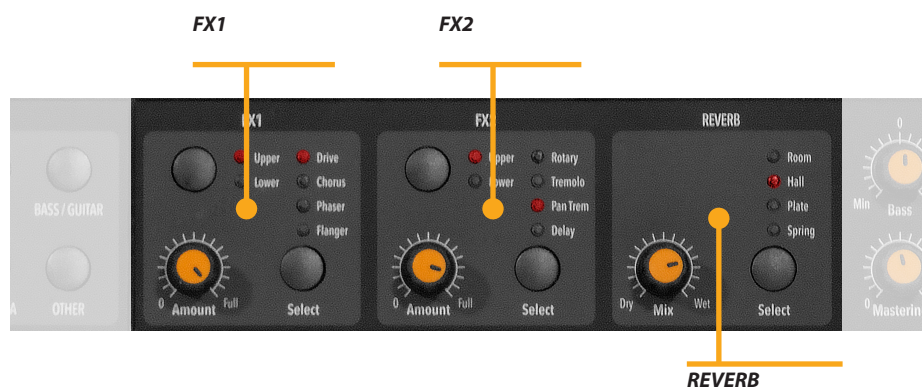 FX1
FX2
FX1
FX2
REVERB
Upper
Drive
Upper
Rotary
Room
Lower
Chorus
Lower
Tremolo
Hall
0
Phaser
Pan Trem
Plate
BASS / GUITAR
Flanger
Delay
Spring
Min
Bass
0
Full
0
Full
Dry
Wet
0
A
OTHER
Amount
Select
Amount
Select
Mix
Select
Masterin
REVERB